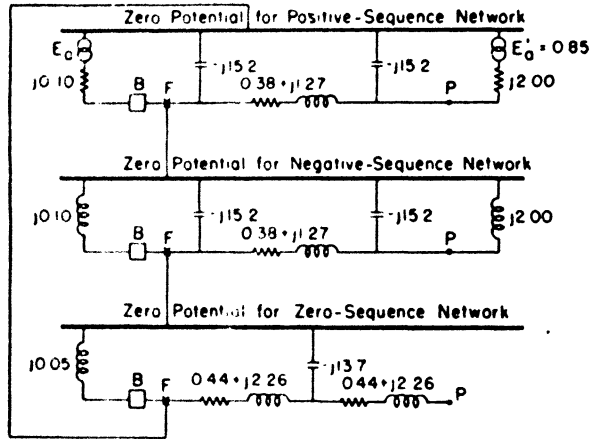 Zero Potential for Positive-Sequence Network
Ea
Ea' = 0.85
j0.10
-j15.2
-j15.2
j2.00
0.38+j1.27
B
F
P
Zero Potential for Negative-Sequence Network
j0.10
-j15.2
-j15.2
j2.00
0.38+j1.27
B
F
P
Zero Potential for Zero-Sequence Network
j0.05
-j13.7
B
F
0.44+j2.26
0.44+j2.26
P